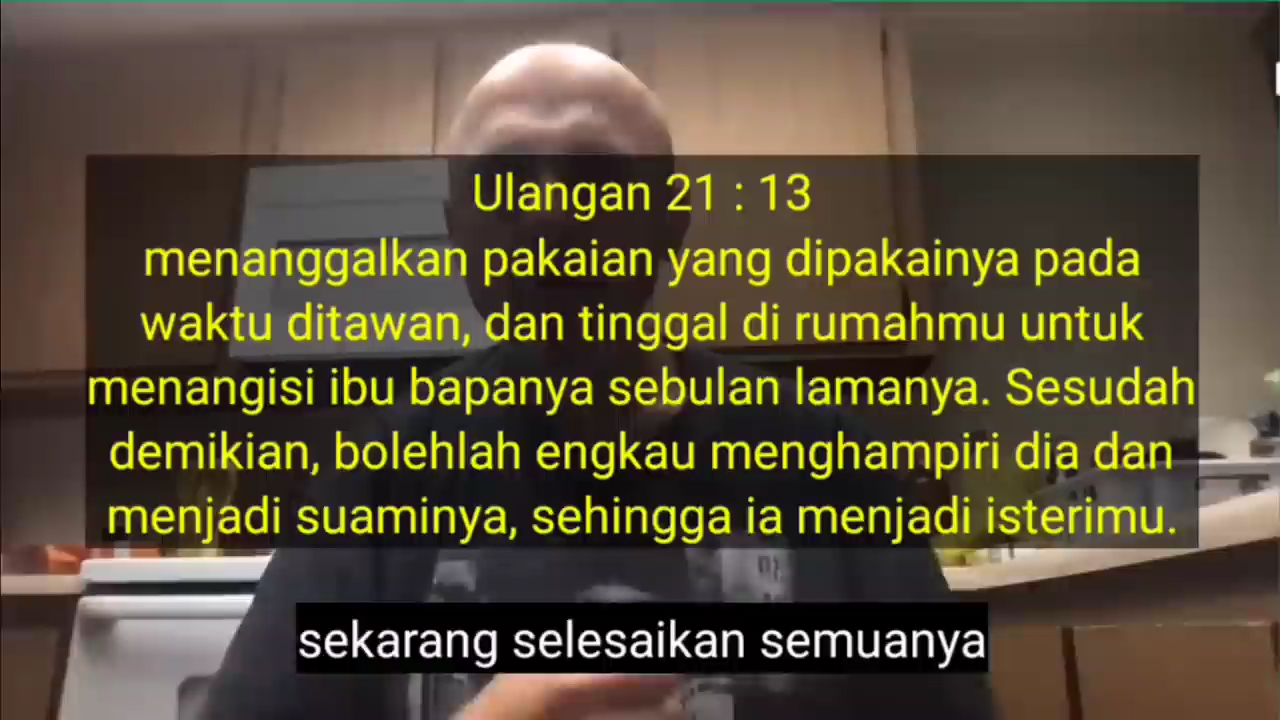 Ulangan 21 : 13
menanggalkan pakaian yang dipakainya pada
waktu ditawan, dan tinggal di rumahmu untuk
menangisi ibu bapanya sebulan lamanya. Sesudah
demikian, bolehlah engkau menghampiri dia dan
menjadi suaminya, sehingga ia menjadi isterimu.
sekarang selesaikan semuanya